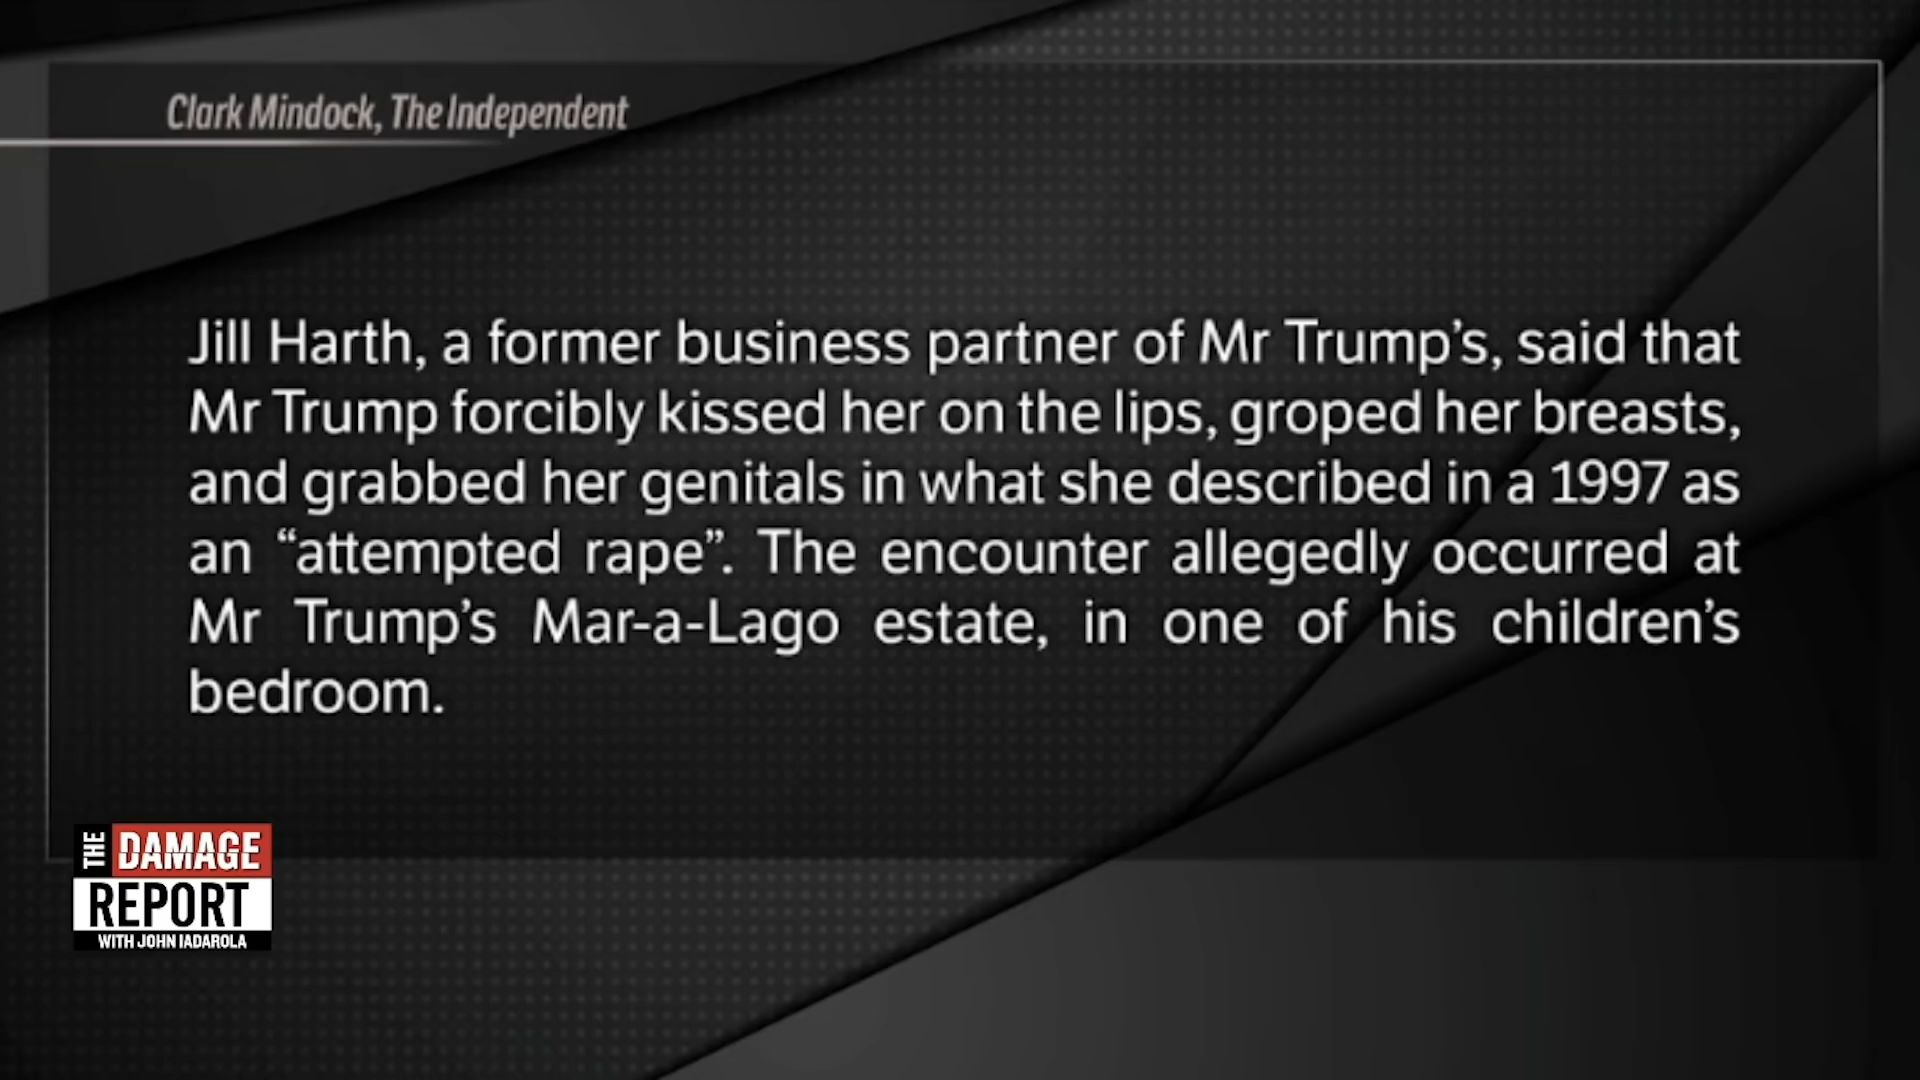 Clark Mindock, The Independent
Jill Harth, a former business partner of Mr Trump’s, said that
Mr Trump forcibly kissed her on the lips, groped her breasts,
and grabbed her genitals in what she described in a 1997 as
an “attempted rape”. The encounter allegedly occurred at
Mr Trump’s Mar-a-Lago estate, in one of his children’s
bedroom.
THE DAMAGE
REPORT
WITH JOHN IADAROLA